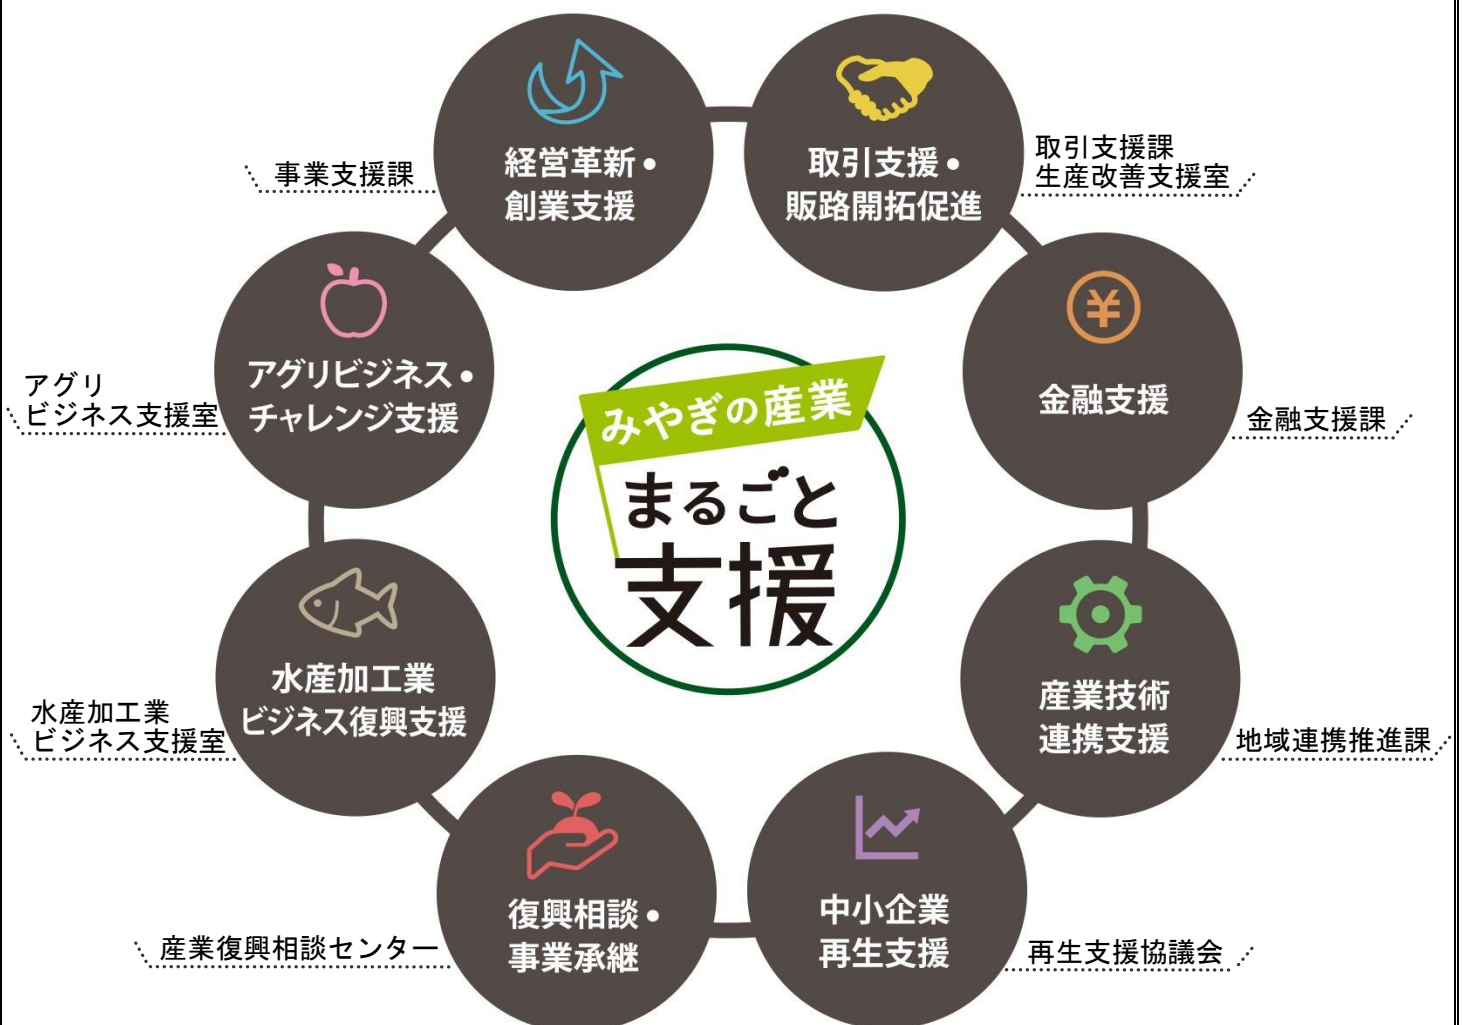 経営革新・
創業支援
事業支援課
取引支援・
販路開拓促進
取引支援課
生産改善支援室
¥
金融支援
金融支援課
産業技術
連携支援
地域連携推進課
中小企業
再生支援
再生支援協議会
復興相談・
事業承継
産業復興相談センター
水産加工業
ビジネス復興支援
水産加工業
ビジネス支援室
アグリビジネス・
チャレンジ支援
アグリ
ビジネス支援室
みやぎの産業
まるごと
支援